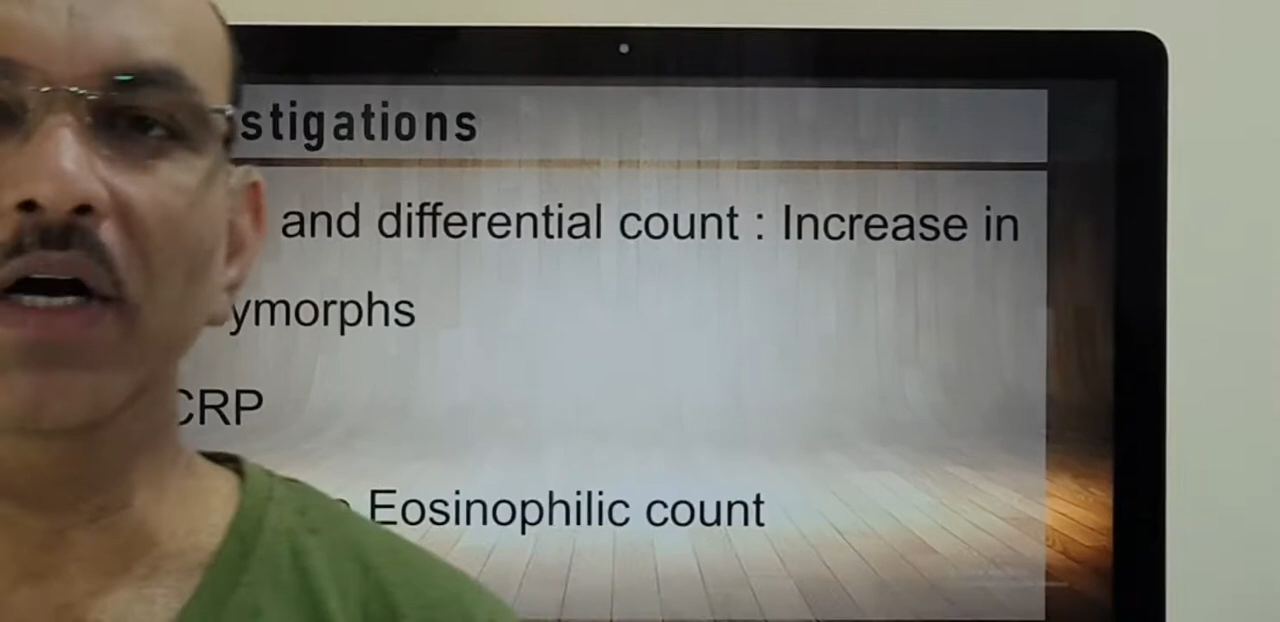 stigations
and differential count : Increase in
ymorphs
CRP
Eosinophilic count